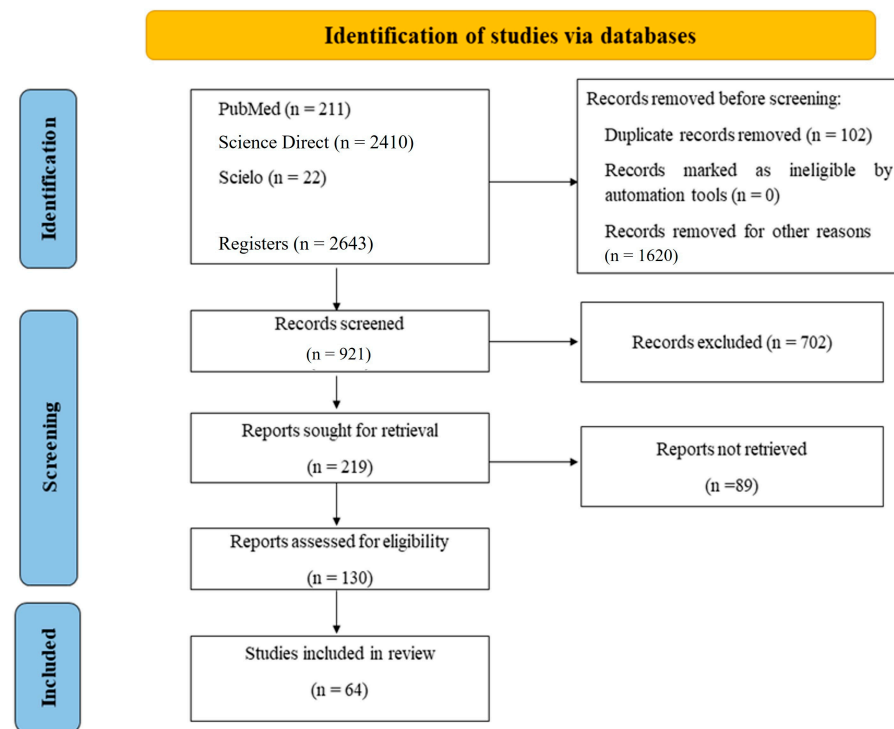 Identification of studies via databases
Identification
PubMed (n = 211)
Science Direct (n = 2410)
Scielo (n = 22)
Registers (n = 2643)
Records removed before screening:
Duplicate records removed (n = 102)
Records marked as ineligible by
automation tools (n = 0)
Records removed for other reasons
(n = 1620)
Screening
Records screened
(n = 921)
Records excluded (n = 702)
Reports sought for retrieval
(n = 219)
Reports not retrieved
(n =89)
Reports assessed for eligibility
(n = 130)
Included
Studies included in review
(n = 64)